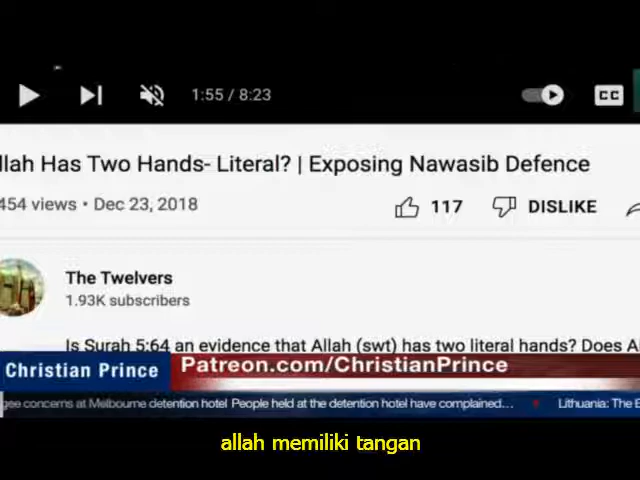 1:55 / 8:23
CC
llah Has Two Hands- Literal? | Exposing Nawasib Defence
454 views • Dec 23, 2018
117
DISLIKE
The Twelvers
1.93K subscribers
Is Surah 5:64 an evidence that Allah (swt) has two literal hands? Does Al
Christian Prince
Patreon.com/ChristianPrince
gee concerns at Melbourne detention hotel People held at the detention hotel have complained... Lithuania: The E
allah memiliki tangan